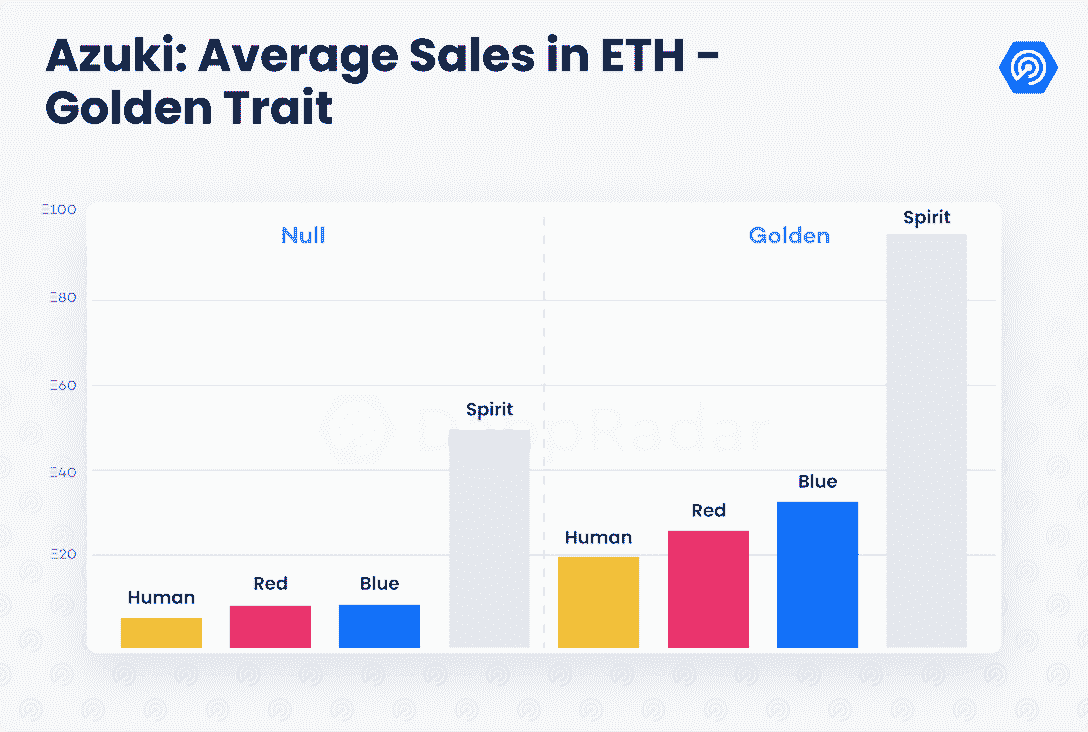 Azuki: Average Sales in ETH -
Golden Trait
Ξ100
Null
Golden
Spirit
Ξ80
Ξ60
Spirit
DappRadar
Ξ40
Blue
Red
Human
Ξ20
Human
Red
Blue